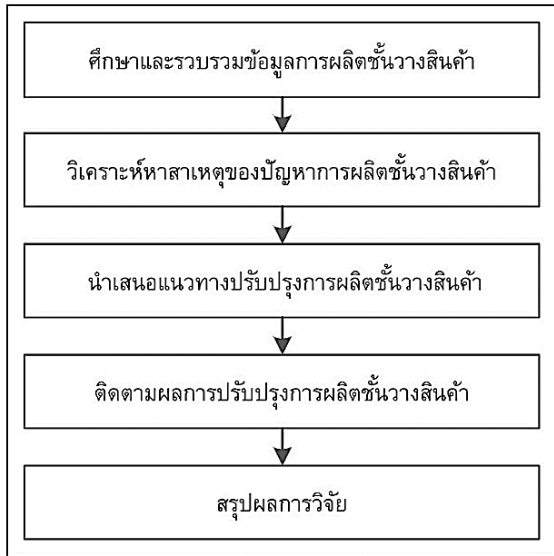 ศึกษาและรวบรวมข้อมูลการผลิตชั้นวางสินค้า
วิเคราะห์หาสาเหตุของปัญหาการผลิตชั้นวางสินค้า
นำเสนอแนวทางปรับปรุงการผลิตชั้นวางสินค้า
ติดตามผลการปรับปรุงการผลิตชั้นวางสินค้า
สรุปผลการวิจัย